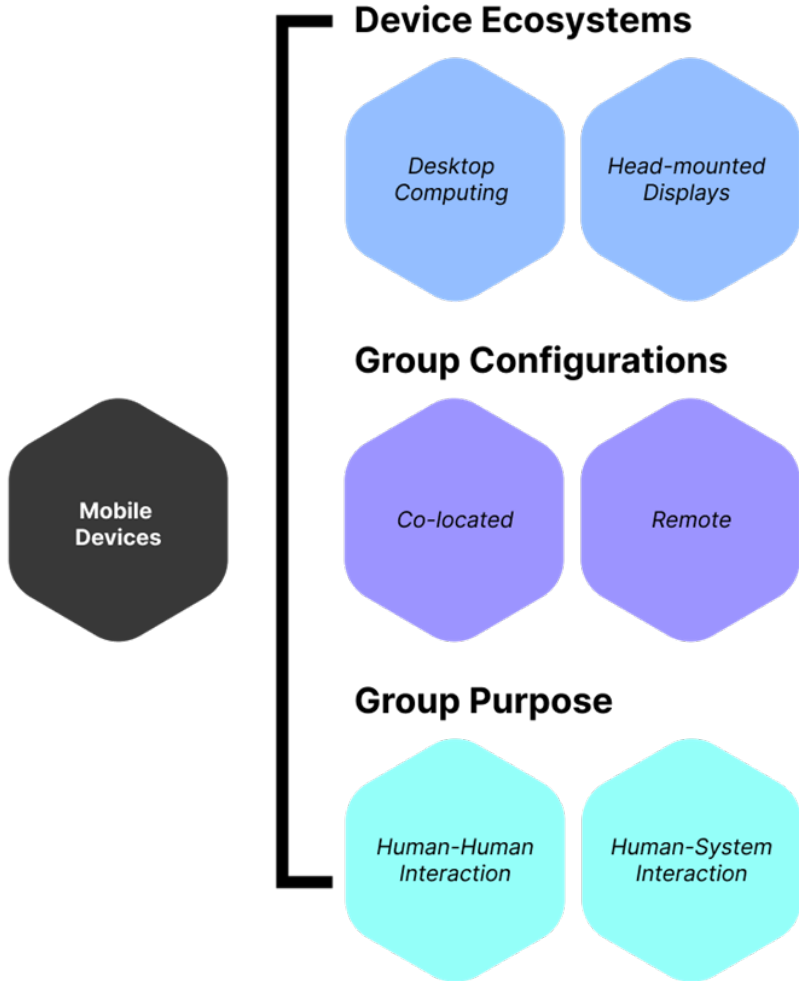 Device Ecosystems
Desktop
Computing
Head-mounted
Displays
Group Configurations
Mobile
Devices
Co-located
Remote
Group Purpose
Human-Human
Interaction
Human-System
Interaction